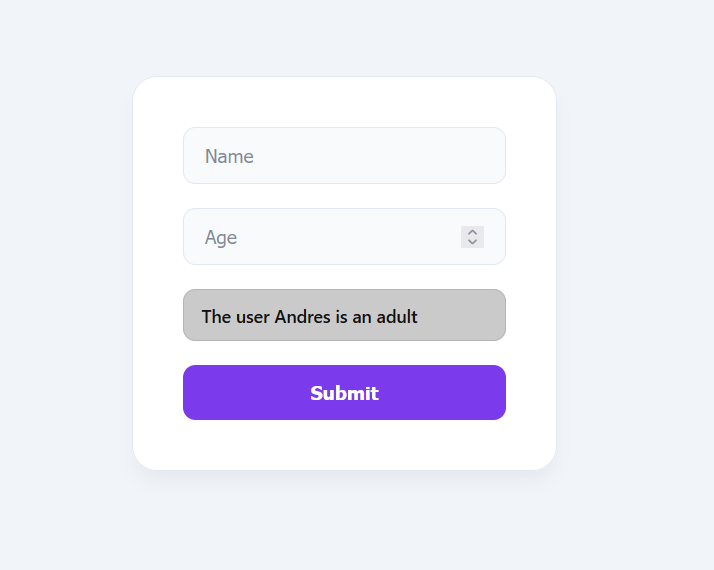 Name
Age
The user Andres is an adult
Submit